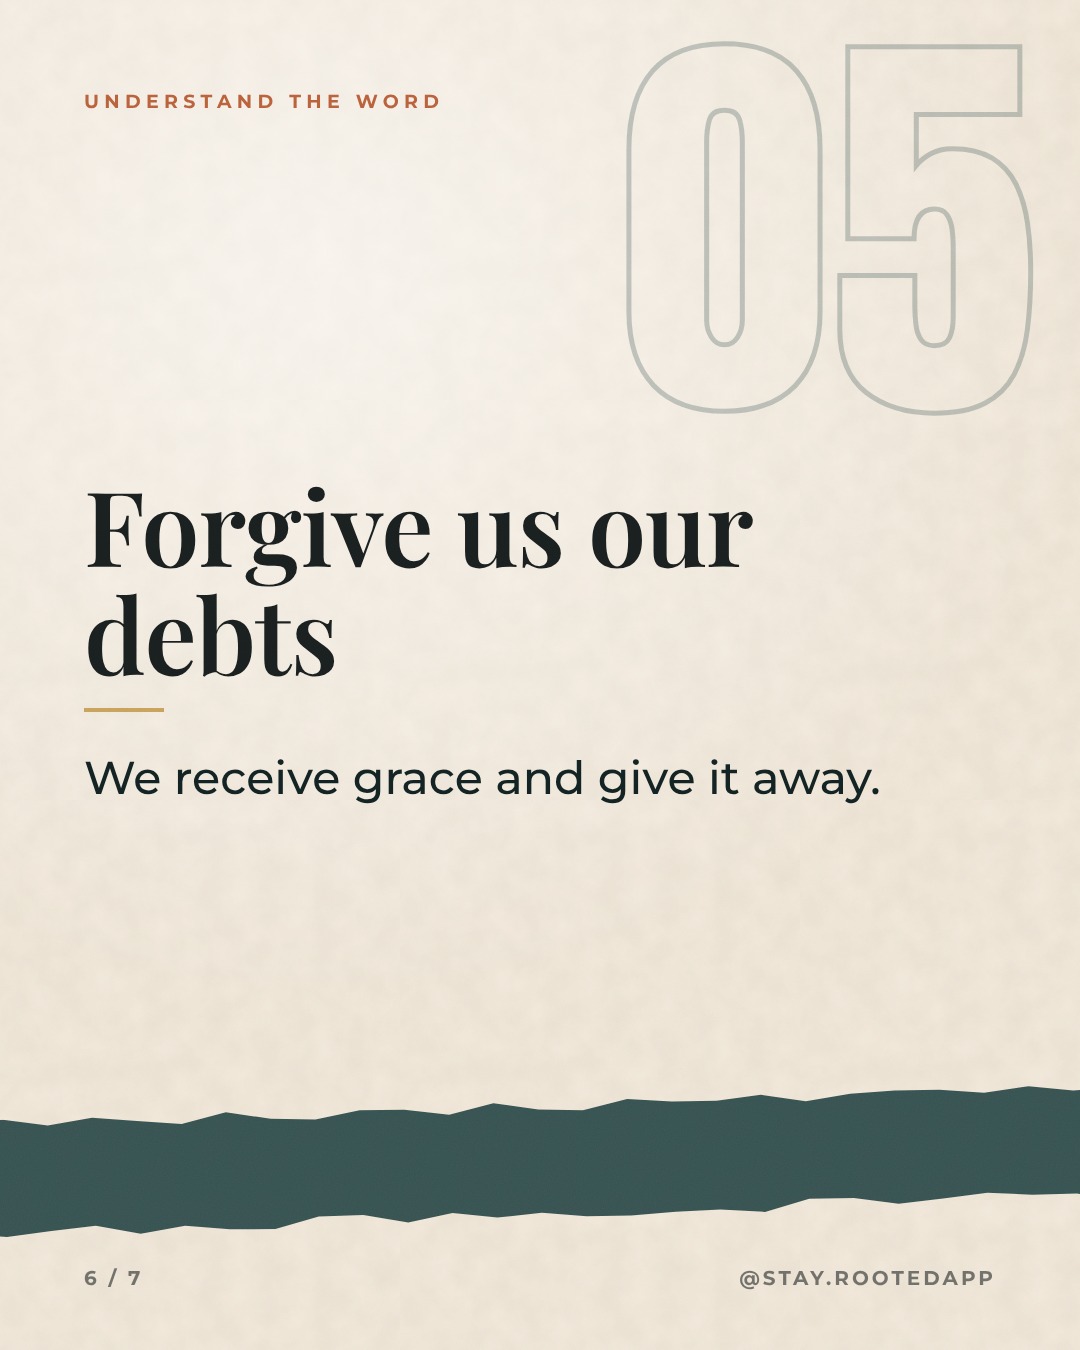 UNDERSTAND THE WORD
05
Forgive us our
debts
We receive grace and give it away.
6 / 7
@STAY.ROOTEDAPP